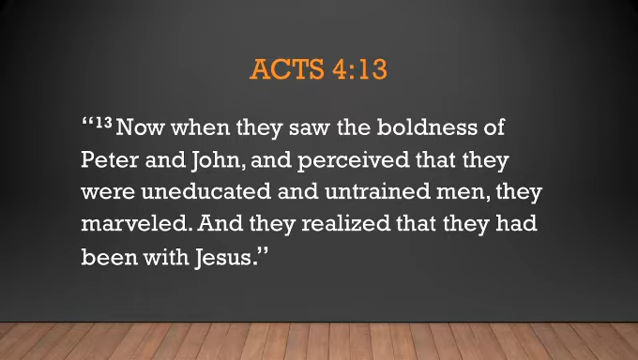 ACTS 4:13
“¹³ Now when they saw the boldness of
Peter and John, and perceived that they
were uneducated and untrained men, they
marveled. And they realized that they had
been with Jesus.”